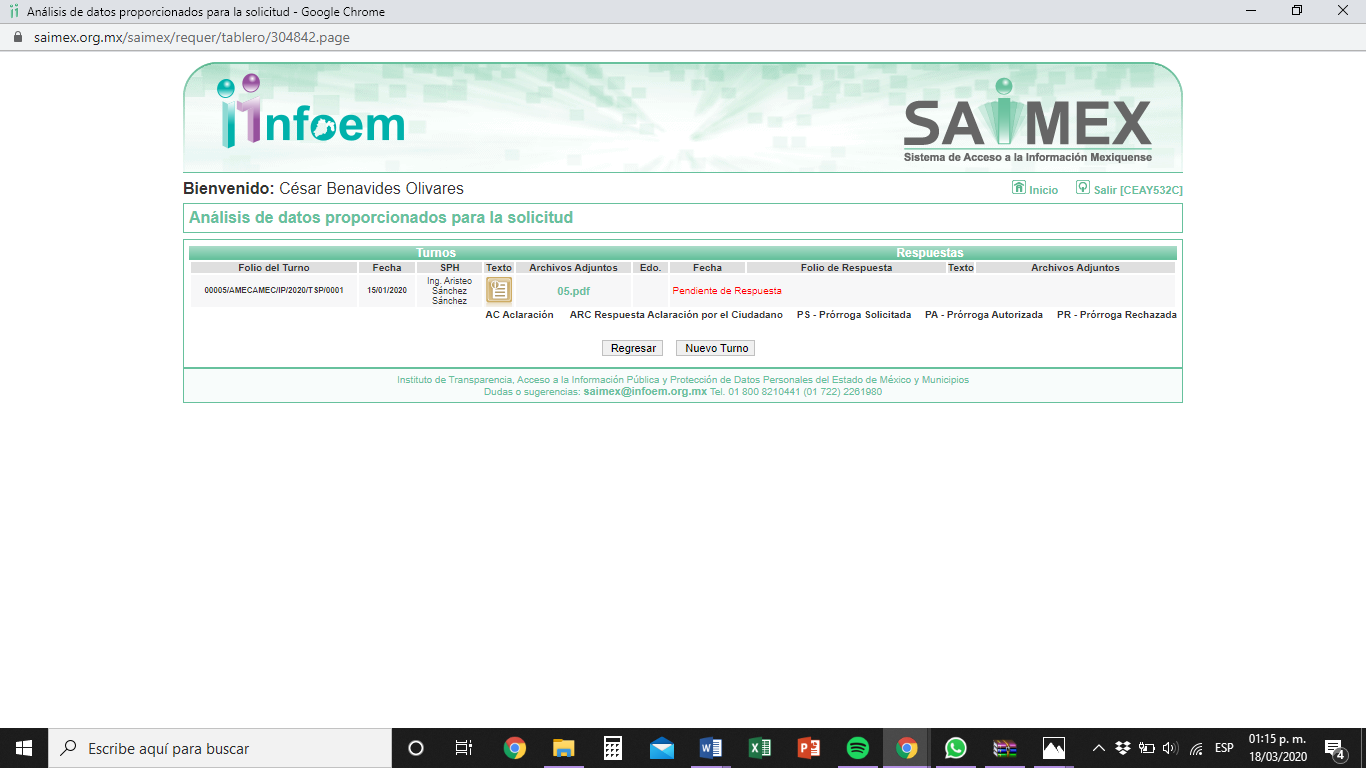 Análisis de datos proporcionados para la solicitud - Google Chrome
saimex.org.mx/saimex/requer/tablero/304842.page
infoem
SAIMEX
Sistema de Acceso a la Información Mexiquense
Bienvenido: César Benavides Olivares
Inicio Salir [CEAY532C]
Análisis de datos proporcionados para la solicitud
Turnos Respuestas
Folio del Turno Fecha SPH Texto Archivos Adjuntos Edo. Fecha Folio de Respuesta Texto Archivos Adjuntos
00005/AMECAMEC/IP/2020/TSP/0001 15/01/2020 Ing. Aristeo Sánchez Sánchez 05.pdf Pendiente de Respuesta
AC Aclaración ARC Respuesta Aclaración por el Ciudadano PS - Prórroga Solicitada PA - Prórroga Autorizada PR - Prórroga Rechazada
Regresar Nuevo Turno
Instituto de Transparencia, Acceso a la Información Pública y Protección de Datos Personales del Estado de México y Municipios
Dudas o sugerencias: saimex@infoem.org.mx Tel. 01 800 8210441 (01 722) 2261980
Escribe aquí para buscar
ESP
01:15 p. m.
18/03/2020
4